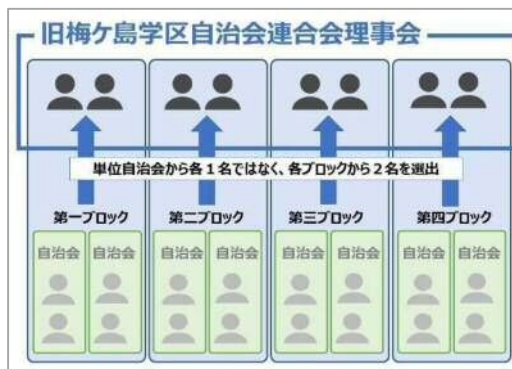 旧梅ケ島学区自治会連合会理事会
単位自治会から各１名ではなく、各ブロックから２名を選出
第一ブロック 第二ブロック 第三ブロック 第四ブロック
自治会 自治会 自治会 自治会 自治会 自治会 自治会 自治会